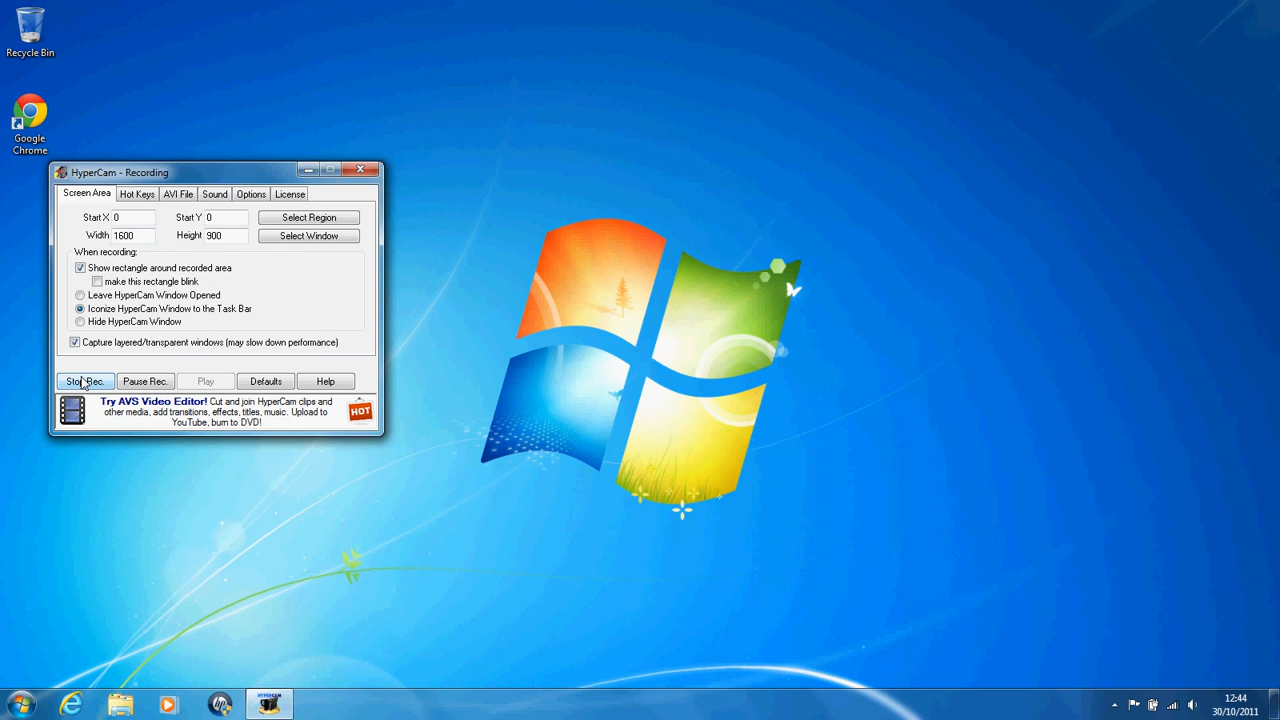 Recycle Bin
Google
Chrome
HyperCam - Recording
Screen Area Hot Keys AVI File Sound Options License
Start X 0 Start Y 0 Select Region
Width 1600 Height 900 Select Window
When recording:
Show rectangle around recorded area
make this rectangle blink
Leave HyperCam Window Opened
Iconize HyperCam Window to the Task Bar
Hide HyperCam Window
Capture layered/transparent windows (may slow down performance)
Stop Rec. Pause Rec. Play Defaults Help
Try AVS Video Editor! Cut and join HyperCam clips and
other media, add transitions, effects, titles, music. Upload to
YouTube, burn to DVD!
HOT
hp
HYPERCAM
12:44
30/10/2011